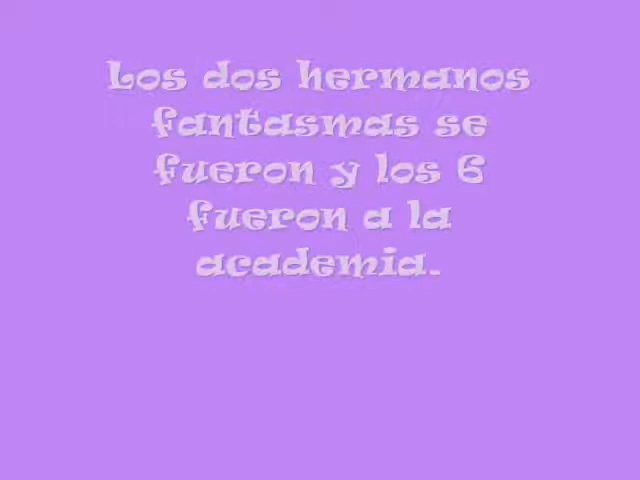 Los dos hermanos
fantasmas se
fueron y los 6
fueron a la
academia.